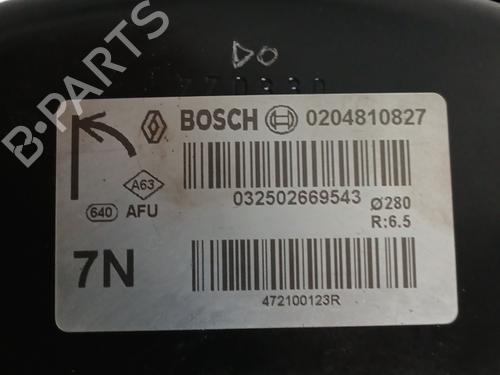 DO
BOSCH 0204810827
A63
032502669543
Ø280
640 AFU
R:6.5
7N
472100123R
B-PARTS